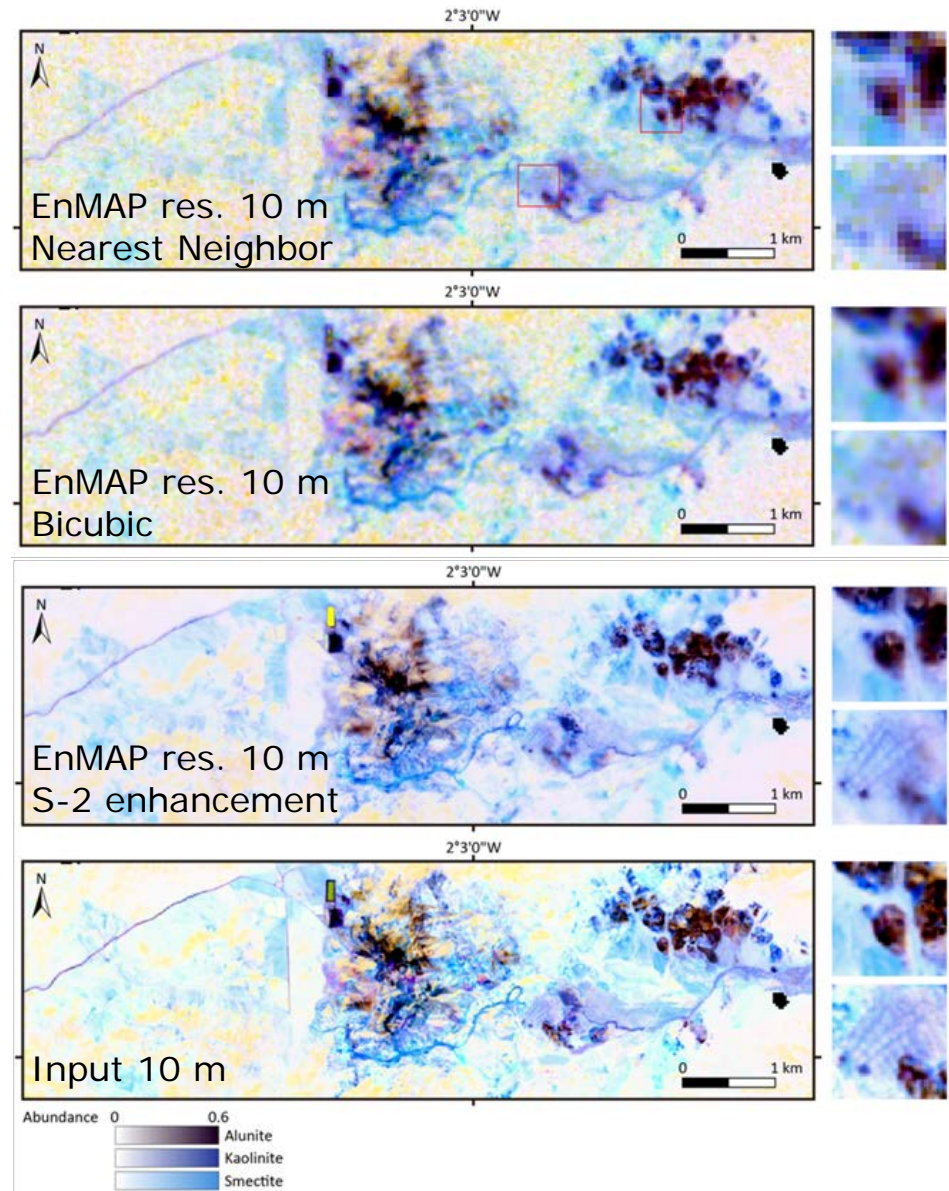 2°3'0"W
N
EnMAP res. 10 m
Nearest Neighbor
0 1 km
2°3'0"W
N
EnMAP res. 10 m
Bicubic
0 1 km
2°3'0"W
N
EnMAP res. 10 m
S-2 enhancement
0 1 km
2°3'0"W
N
Input 10 m
0 1 km
Abundance 0 0.6
Alunite
Kaolinite
Smectite